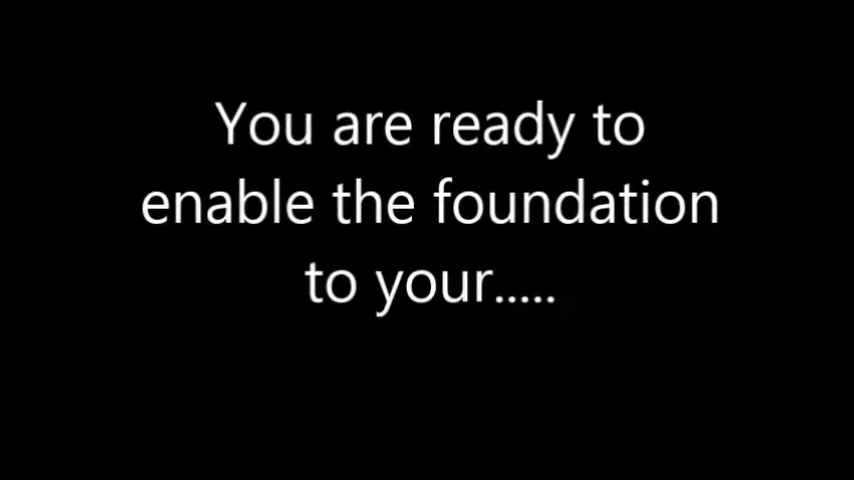 You are ready to
enable the foundation
to your.....